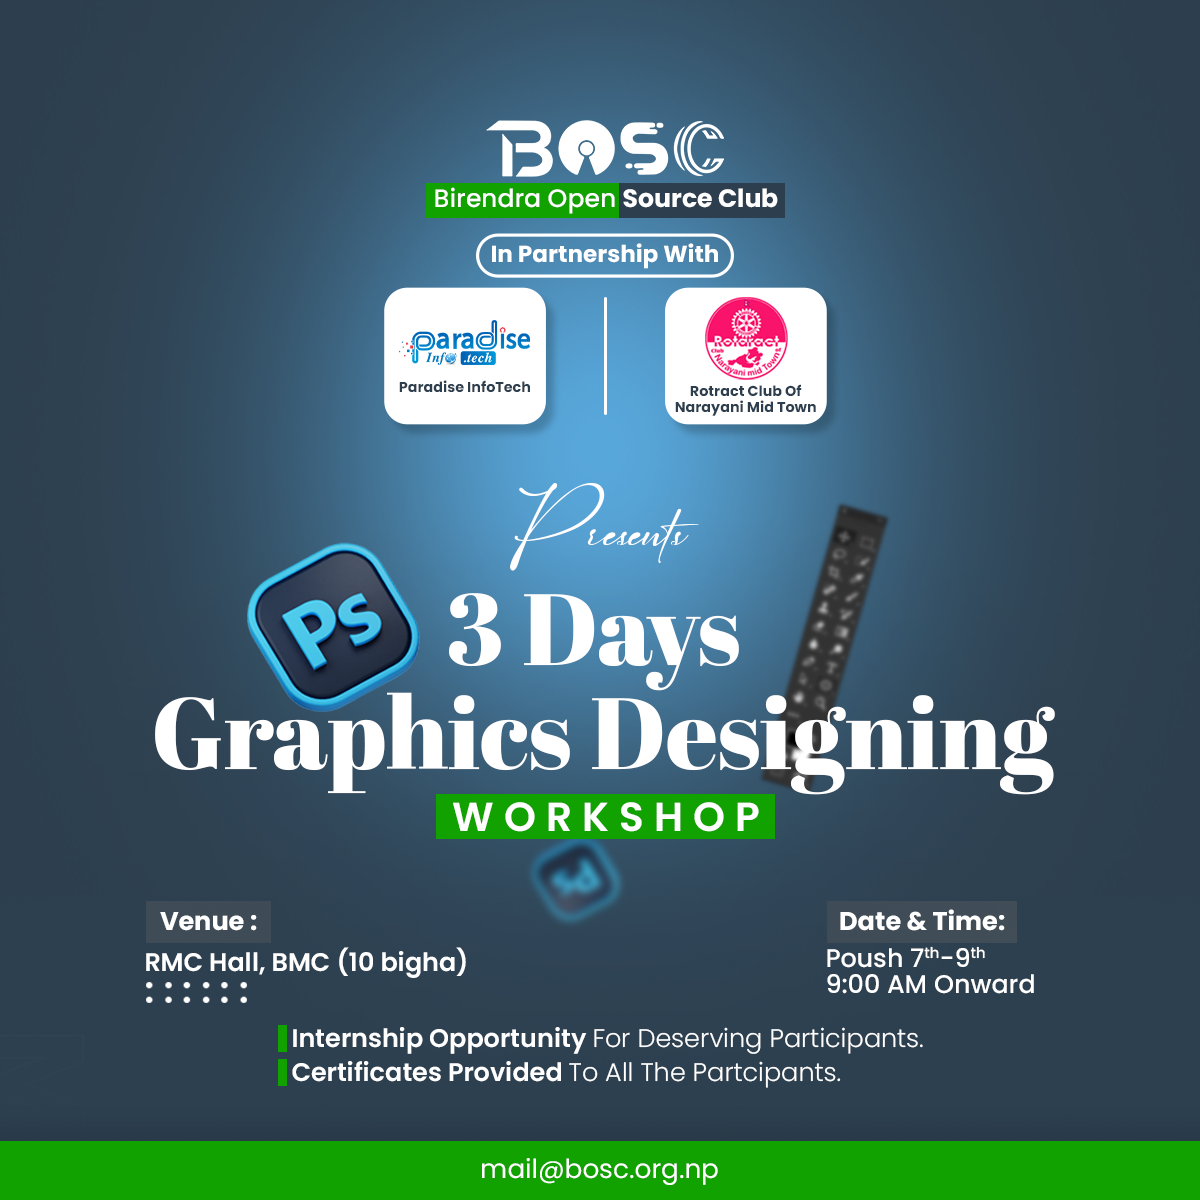 BOSC
Birendra Open Source Club
In Partnership With
Paradise
Info.tech
Paradise InfoTech
Rotaract
Club
Narayani mid Town
Rotract Club Of
Narayani Mid Town
Presents
Ps
3 Days
Graphics Designing
WORKSHOP
Venue :
RMC Hall, BMC (10 bigha)
Date & Time:
Poush 7th-9th
9:00 AM Onward
Internship Opportunity For Deserving Participants.
Certificates Provided To All The Partcipants.
mail@bosc.org.np